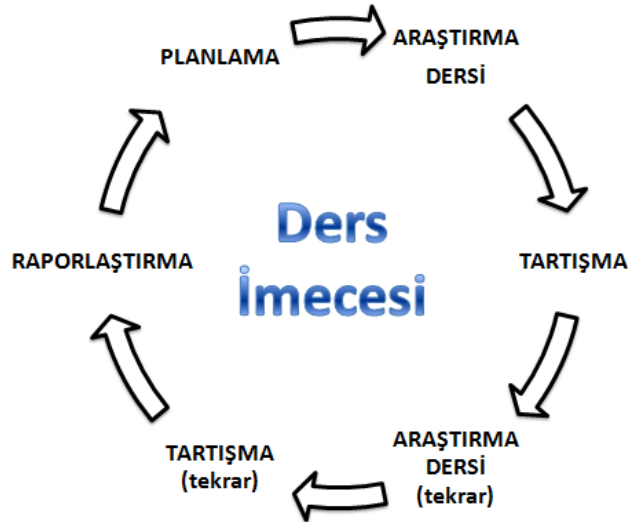 PLANLAMA
ARAŞTIRMA
DERSİ
TARTIŞMA
ARAŞTIRMA
DERSİ
(tekrar)
TARTIŞMA
(tekrar)
RAPORLAŞTIRMA
Ders
İmecesi